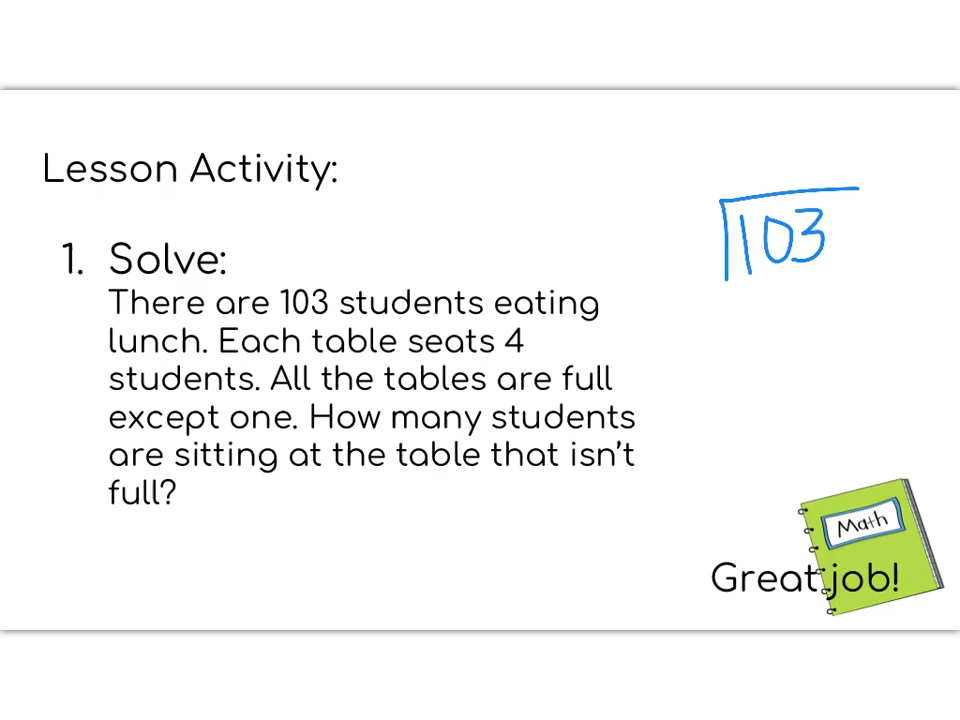 Lesson Activity:
1. Solve:
There are 103 students eating
lunch. Each table seats 4
students. All the tables are full
except one. How many students
are sitting at the table that isn't
full?
103
Math
Great job!